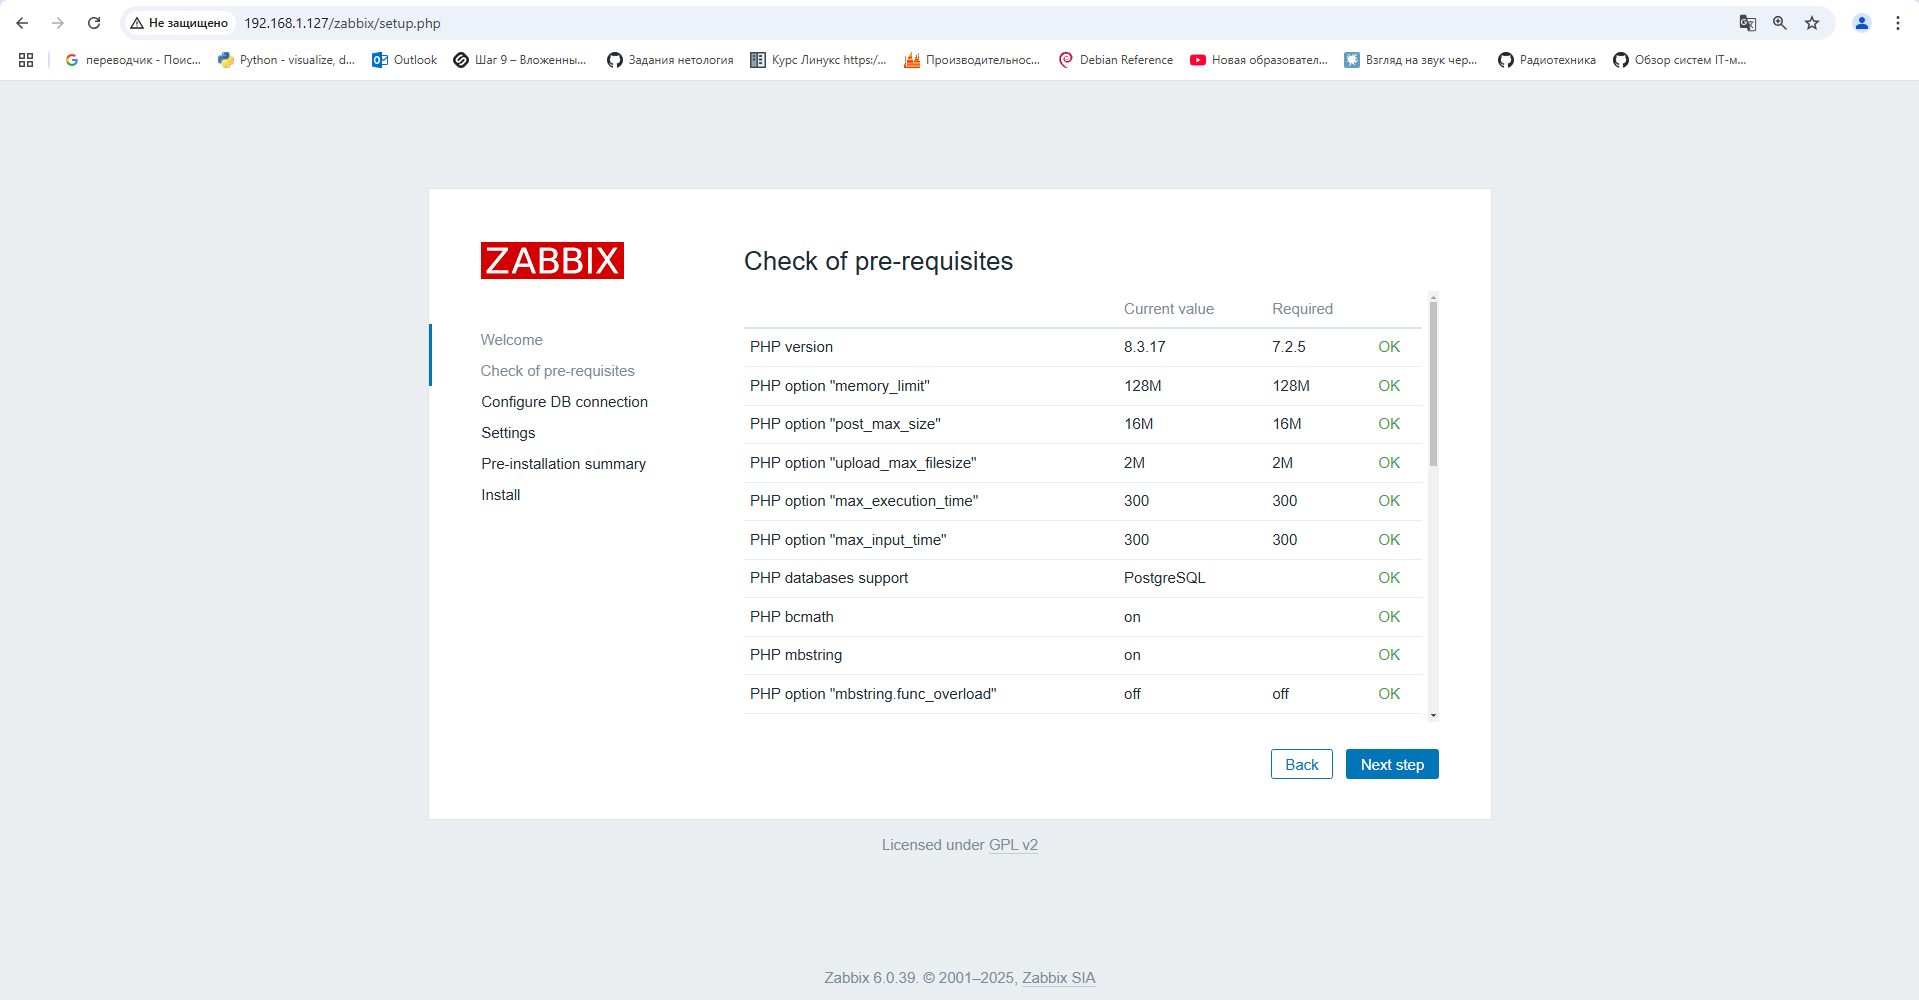 Не защищено 192.168.1.127/zabbix/setup.php
переводчик - Поис... Python - visualize, d... Outlook Шаг 9 – Вложенны... Задания нетология Курс Линукс https:/... Производительнос... Debian Reference Новая образовател... Взгляд на звук чер... Радиотехника Обзор систем IT-м...
ZABBIX
Welcome
Check of pre-requisites
Configure DB connection
Settings
Pre-installation summary
Install
Check of pre-requisites
Current value Required
PHP version 8.3.17 7.2.5 OK
PHP option "memory_limit" 128M 128M OK
PHP option "post_max_size" 16M 16M OK
PHP option "upload_max_filesize" 2M 2M OK
PHP option "max_execution_time" 300 300 OK
PHP option "max_input_time" 300 300 OK
PHP databases support PostgreSQL OK
PHP bcmath on OK
PHP mbstring on OK
PHP option "mbstring.func_overload" off off OK
Back Next step
Licensed under GPL v2
Zabbix 6.0.39. © 2001–2025, Zabbix SIA